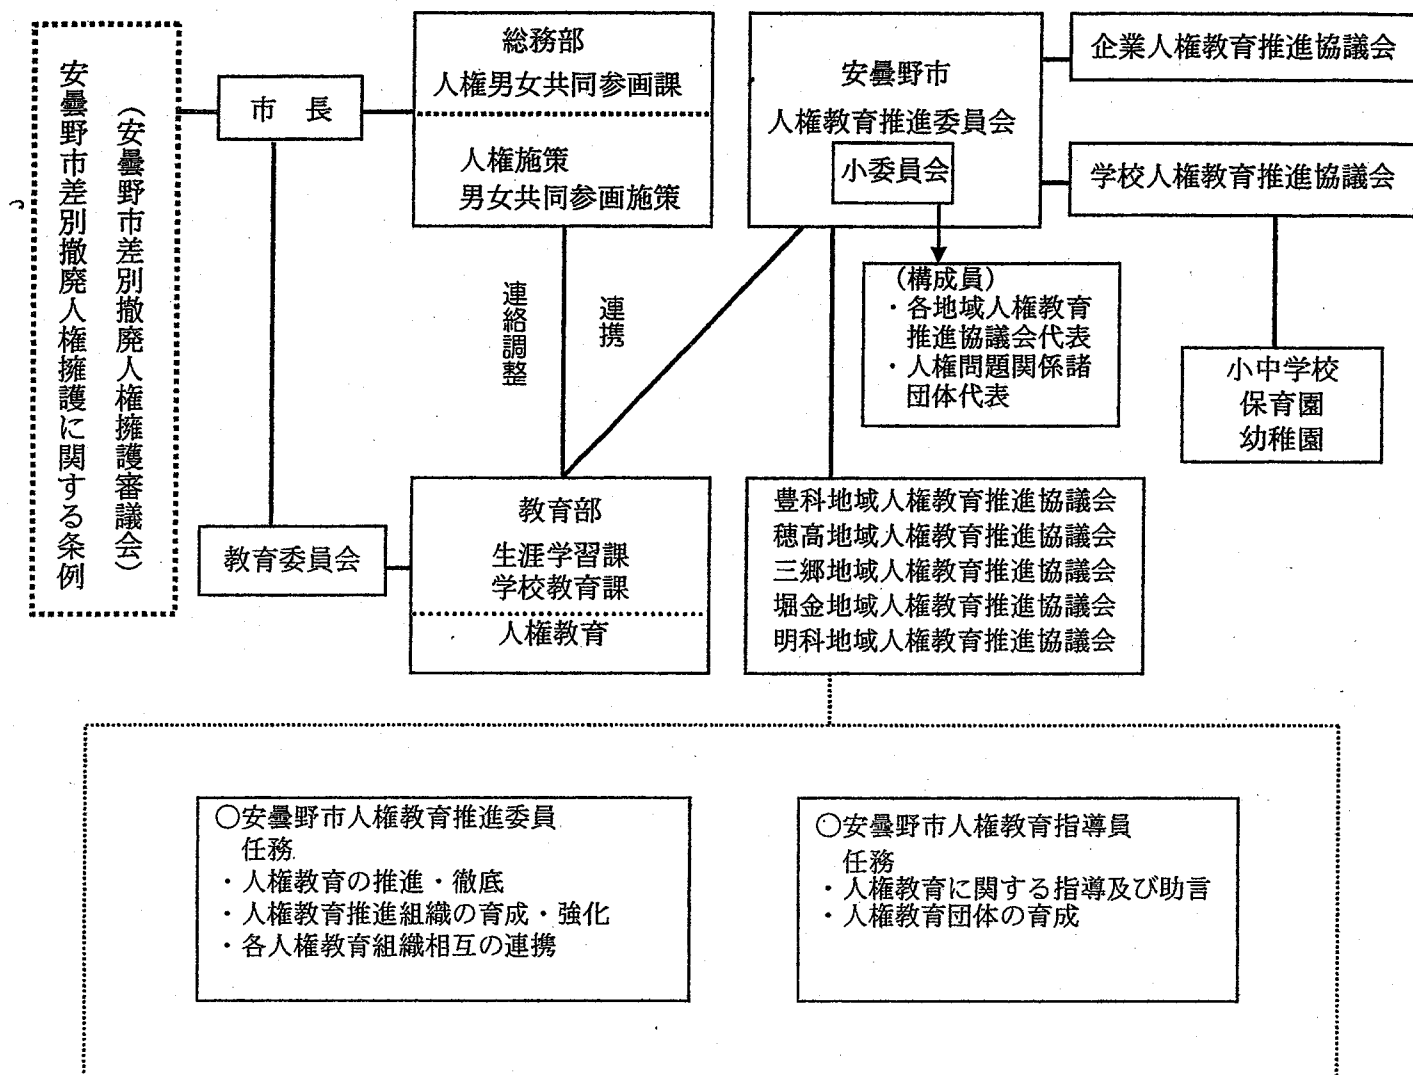 安曇野市差別撤廃人権擁護に関する条例
(安曇野市差別撤廃人権擁護審議会)
市　長
教育委員会
総務部
人権男女共同参画課
人権施策
男女共同参画施策
連絡調整
連携
教育部
生涯学習課
学校教育課
人権教育
安曇野市
人権教育推進委員会
小委員会
(構成員)
・各地域人権教育
推進協議会代表
・人権問題関係諸
団体代表
企業人権教育推進協議会
学校人権教育推進協議会
小中学校
保育園
幼稚園
豊科地域人権教育推進協議会
穂高地域人権教育推進協議会
三郷地域人権教育推進協議会
堀金地域人権教育推進協議会
明科地域人権教育推進協議会
○安曇野市人権教育推進委員
任務
・人権教育の推進・徹底
・人権教育推進組織の育成・強化
・各人権教育組織相互の連携
○安曇野市人権教育指導員
任務
・人権教育に関する指導及び助言
・人権教育団体の育成